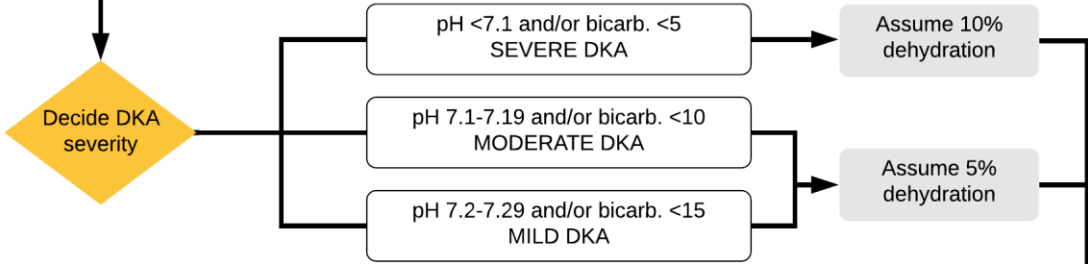 Decide DKA
severity
pH <7.1 and/or bicarb. <5
SEVERE DKA
Assume 10%
dehydration
pH 7.1-7.19 and/or bicarb. <10
MODERATE DKA
pH 7.2-7.29 and/or bicarb. <15
MILD DKA
Assume 5%
dehydration